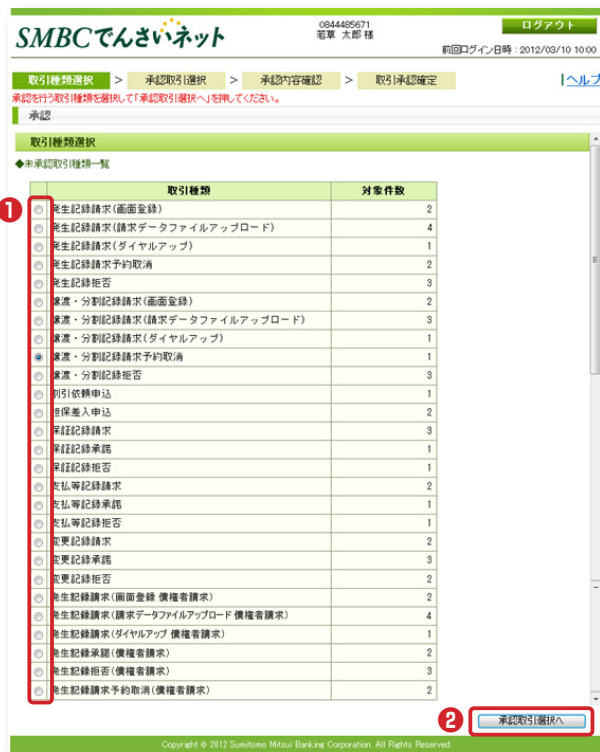 SMBCでんさいネット
0844485671
若草 太郎 様
ログアウト
前回ログイン日時：2012/03/10 10:00
取引種類選択 > 承認取引選択 > 承認内容確認 > 取引承認確定
ヘルプ
承認を行う取引種類を選択して「承認取引選択へ」を押してください。
承認
取引種類選択
◆未承認取引種類一覧
取引種類 対象件数
1
発生記録請求(画面登録) 2
発生記録請求(請求データファイルアップロード) 4
発生記録請求(ダイヤルアップ) 1
発生記録請求予約取消 2
発生記録拒否 3
譲渡・分割記録請求(画面登録) 2
譲渡・分割記録請求(請求データファイルアップロード) 3
譲渡・分割記録請求(ダイヤルアップ) 1
譲渡・分割記録請求予約取消 1
譲渡・分割記録拒否 3
割引依頼申込 1
担保差入申込 2
保証記録請求 3
保証記録承諾 1
保証記録拒否 1
支払等記録請求 2
支払等記録承諾 1
支払等記録拒否 1
変更記録請求 2
変更記録承諾 3
変更記録拒否 2
発生記録請求(画面登録 債権者請求) 2
発生記録請求(請求データファイルアップロード 債権者請求) 4
発生記録請求(ダイヤルアップ 債権者請求) 1
発生記録承諾(債権者請求) 2
発生記録拒否(債権者請求) 3
発生記録請求予約取消(債権者請求) 2
2
承認取引選択へ
Copyright © 2012 Sumitomo Mitsui Banking Corporation. All Rights Reserved.